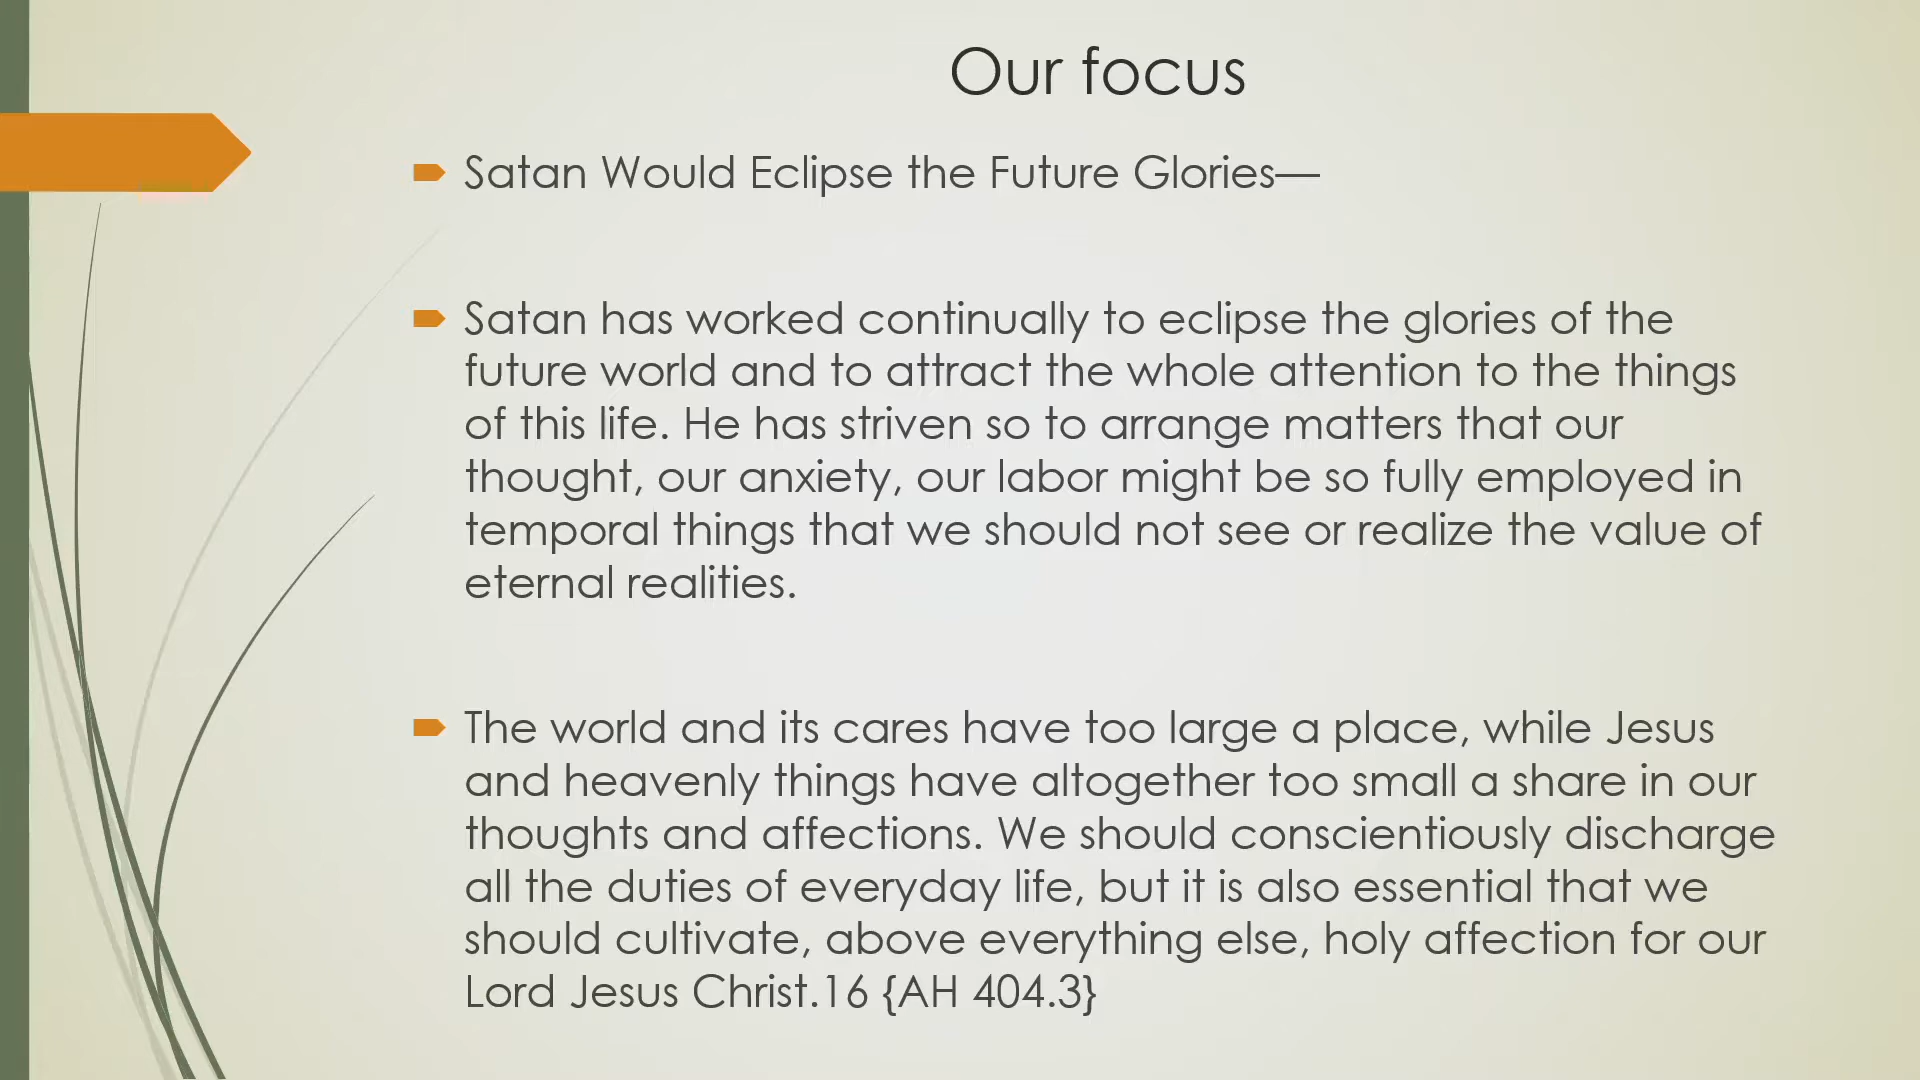 Our focus
Satan Would Eclipse the Future Glories—
Satan has worked continually to eclipse the glories of the
future world and to attract the whole attention to the things
of this life. He has striven so to arrange matters that our
thought, our anxiety, our labor might be so fully employed in
temporal things that we should not see or realize the value of
eternal realities.
The world and its cares have too large a place, while Jesus
and heavenly things have altogether too small a share in our
thoughts and affections. We should conscientiously discharge
all the duties of everyday life, but it is also essential that we
should cultivate, above everything else, holy affection for our
Lord Jesus Christ.16 {AH 404.3}